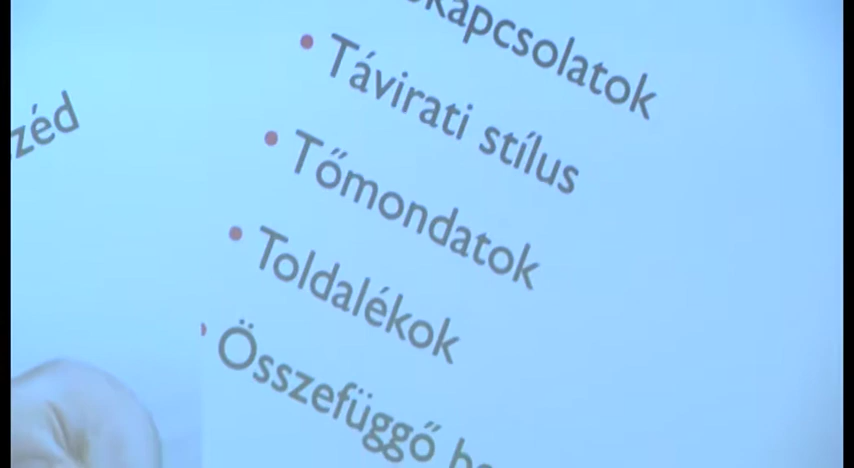 kapcsolatok
• Távirati stílus
• Tőmondatok
• Toldalékok
• Összefüggő
zéd